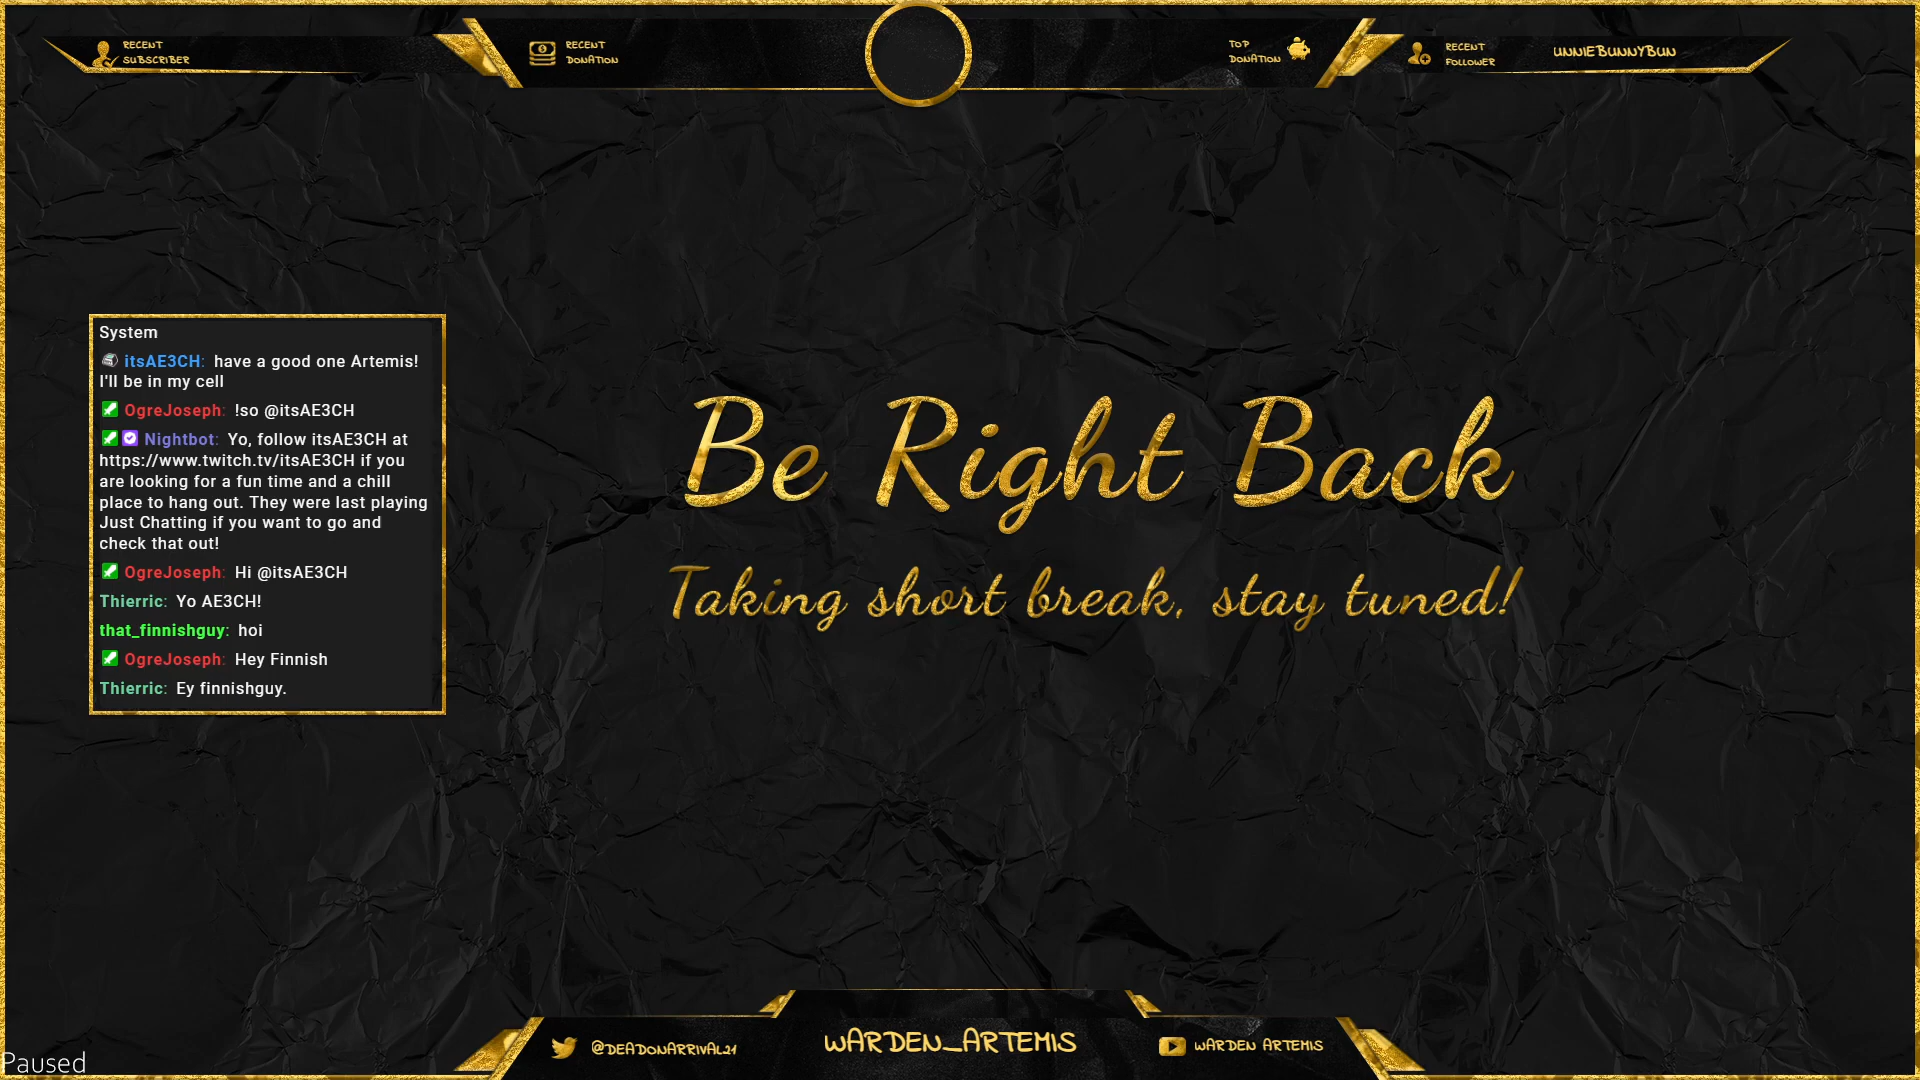 RECENT
SUBSCRIBER
RECENT
DONATION
TOP
DONATION
RECENT
FOLLOWER
UNNIEBUNNYBUN
System
itsAE3CH: have a good one Artemis!
I'll be in my cell
OgreJoseph: !so @itsAE3CH
Nightbot: Yo, follow itsAE3CH at
https://www.twitch.tv/itsAE3CH if you
are looking for a fun time and a chill
place to hang out. They were last playing
Just Chatting if you want to go and
check that out!
OgreJoseph: Hi @itsAE3CH
Thierric: Yo AE3CH!
that_finnishguy: hoi
OgreJoseph: Hey Finnish
Thierric: Ey finnishguy.
Be Right Back
Taking short break, stay tuned!
@DEADONARRIVAL21
WARDEN_ARTEMIS
WARDEN ARTEMIS
Paused